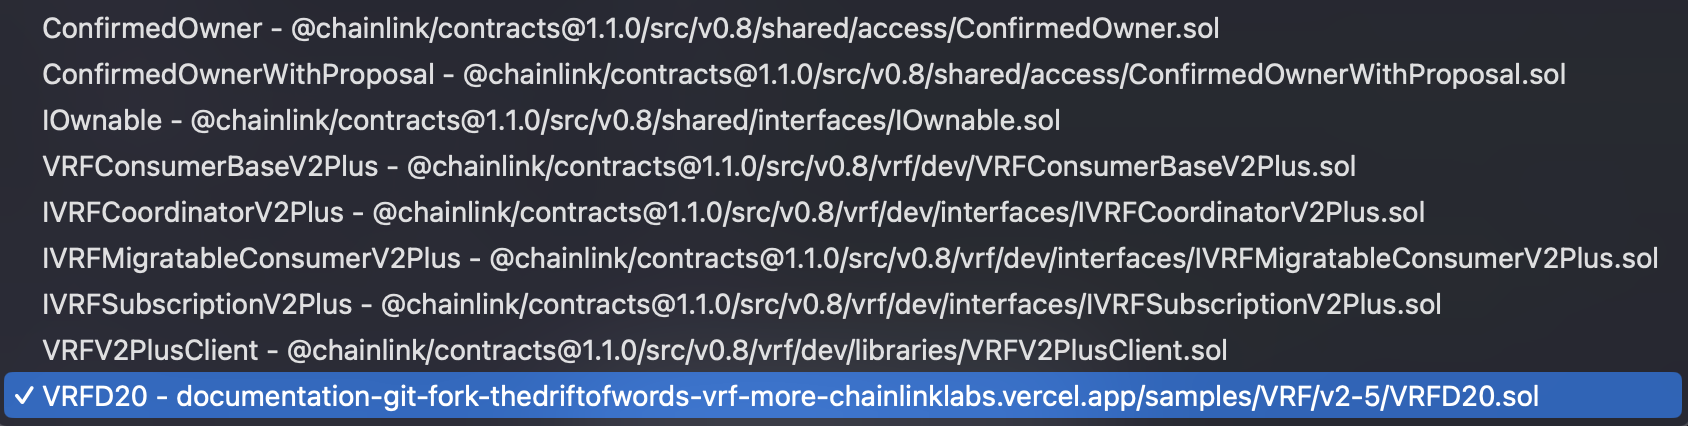 ConfirmedOwner - @chainlink/contracts@1.1.0/src/v0.8/shared/access/ConfirmedOwner.sol
ConfirmedOwnerWithProposal - @chainlink/contracts@1.1.0/src/v0.8/shared/access/ConfirmedOwnerWithProposal.sol
IOwnable - @chainlink/contracts@1.1.0/src/v0.8/shared/interfaces/IOwnable.sol
VRFConsumerBaseV2Plus - @chainlink/contracts@1.1.0/src/v0.8/vrf/dev/VRFConsumerBaseV2Plus.sol
IVRFCoordinatorV2Plus - @chainlink/contracts@1.1.0/src/v0.8/vrf/dev/interfaces/IVRFCoordinatorV2Plus.sol
IVRFMigratableConsumerV2Plus - @chainlink/contracts@1.1.0/src/v0.8/vrf/dev/interfaces/IVRFMigratableConsumerV2Plus.sol
IVRFSubscriptionV2Plus - @chainlink/contracts@1.1.0/src/v0.8/vrf/dev/interfaces/IVRFSubscriptionV2Plus.sol
VRFV2PlusClient - @chainlink/contracts@1.1.0/src/v0.8/vrf/dev/libraries/VRFV2PlusClient.sol
✓ VRFD20 - documentation-git-fork-thedriftofwords-vrf-more-chainlinklabs.vercel.app/samples/VRF/v2-5/VRFD20.sol